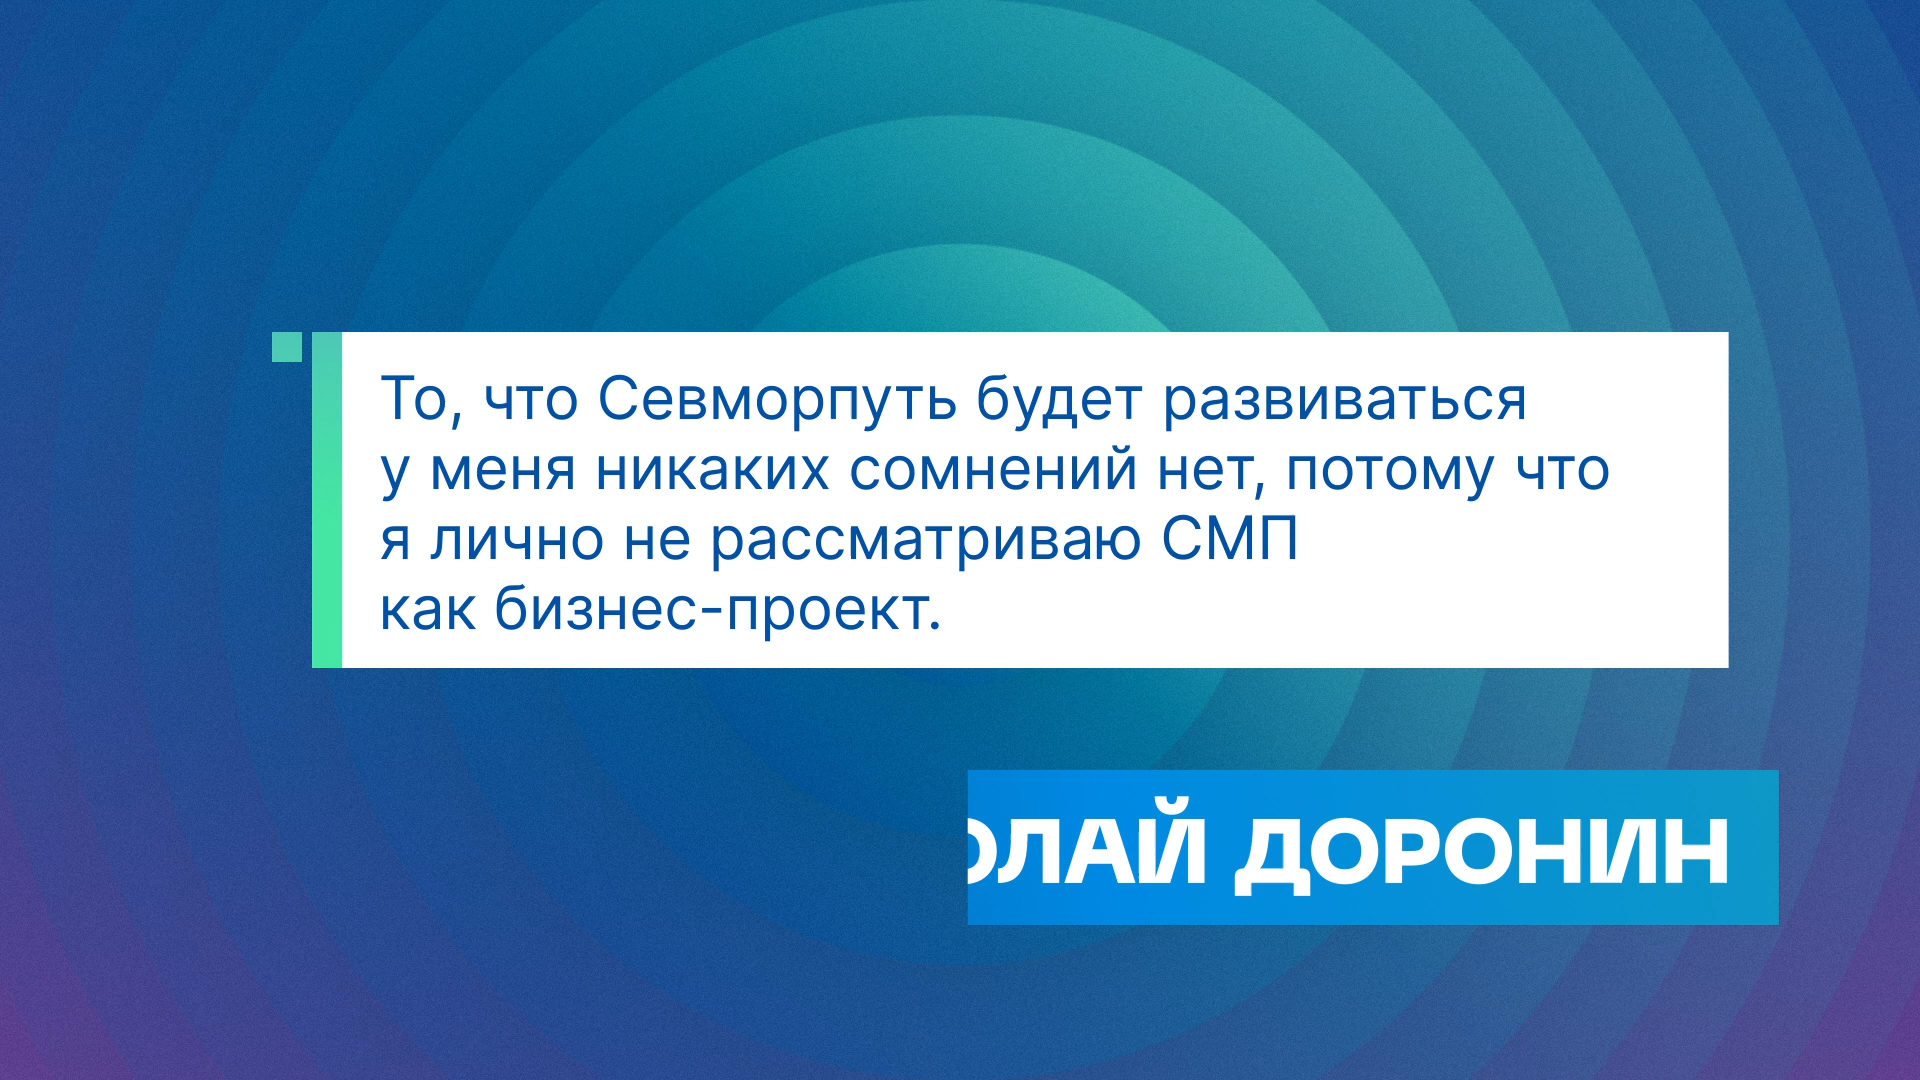 То, что Севморпуть будет развиваться
у меня никаких сомнений нет, потому что
я лично не рассматриваю СМП
как бизнес-проект.
ОЛАЙ ДОРОНИН